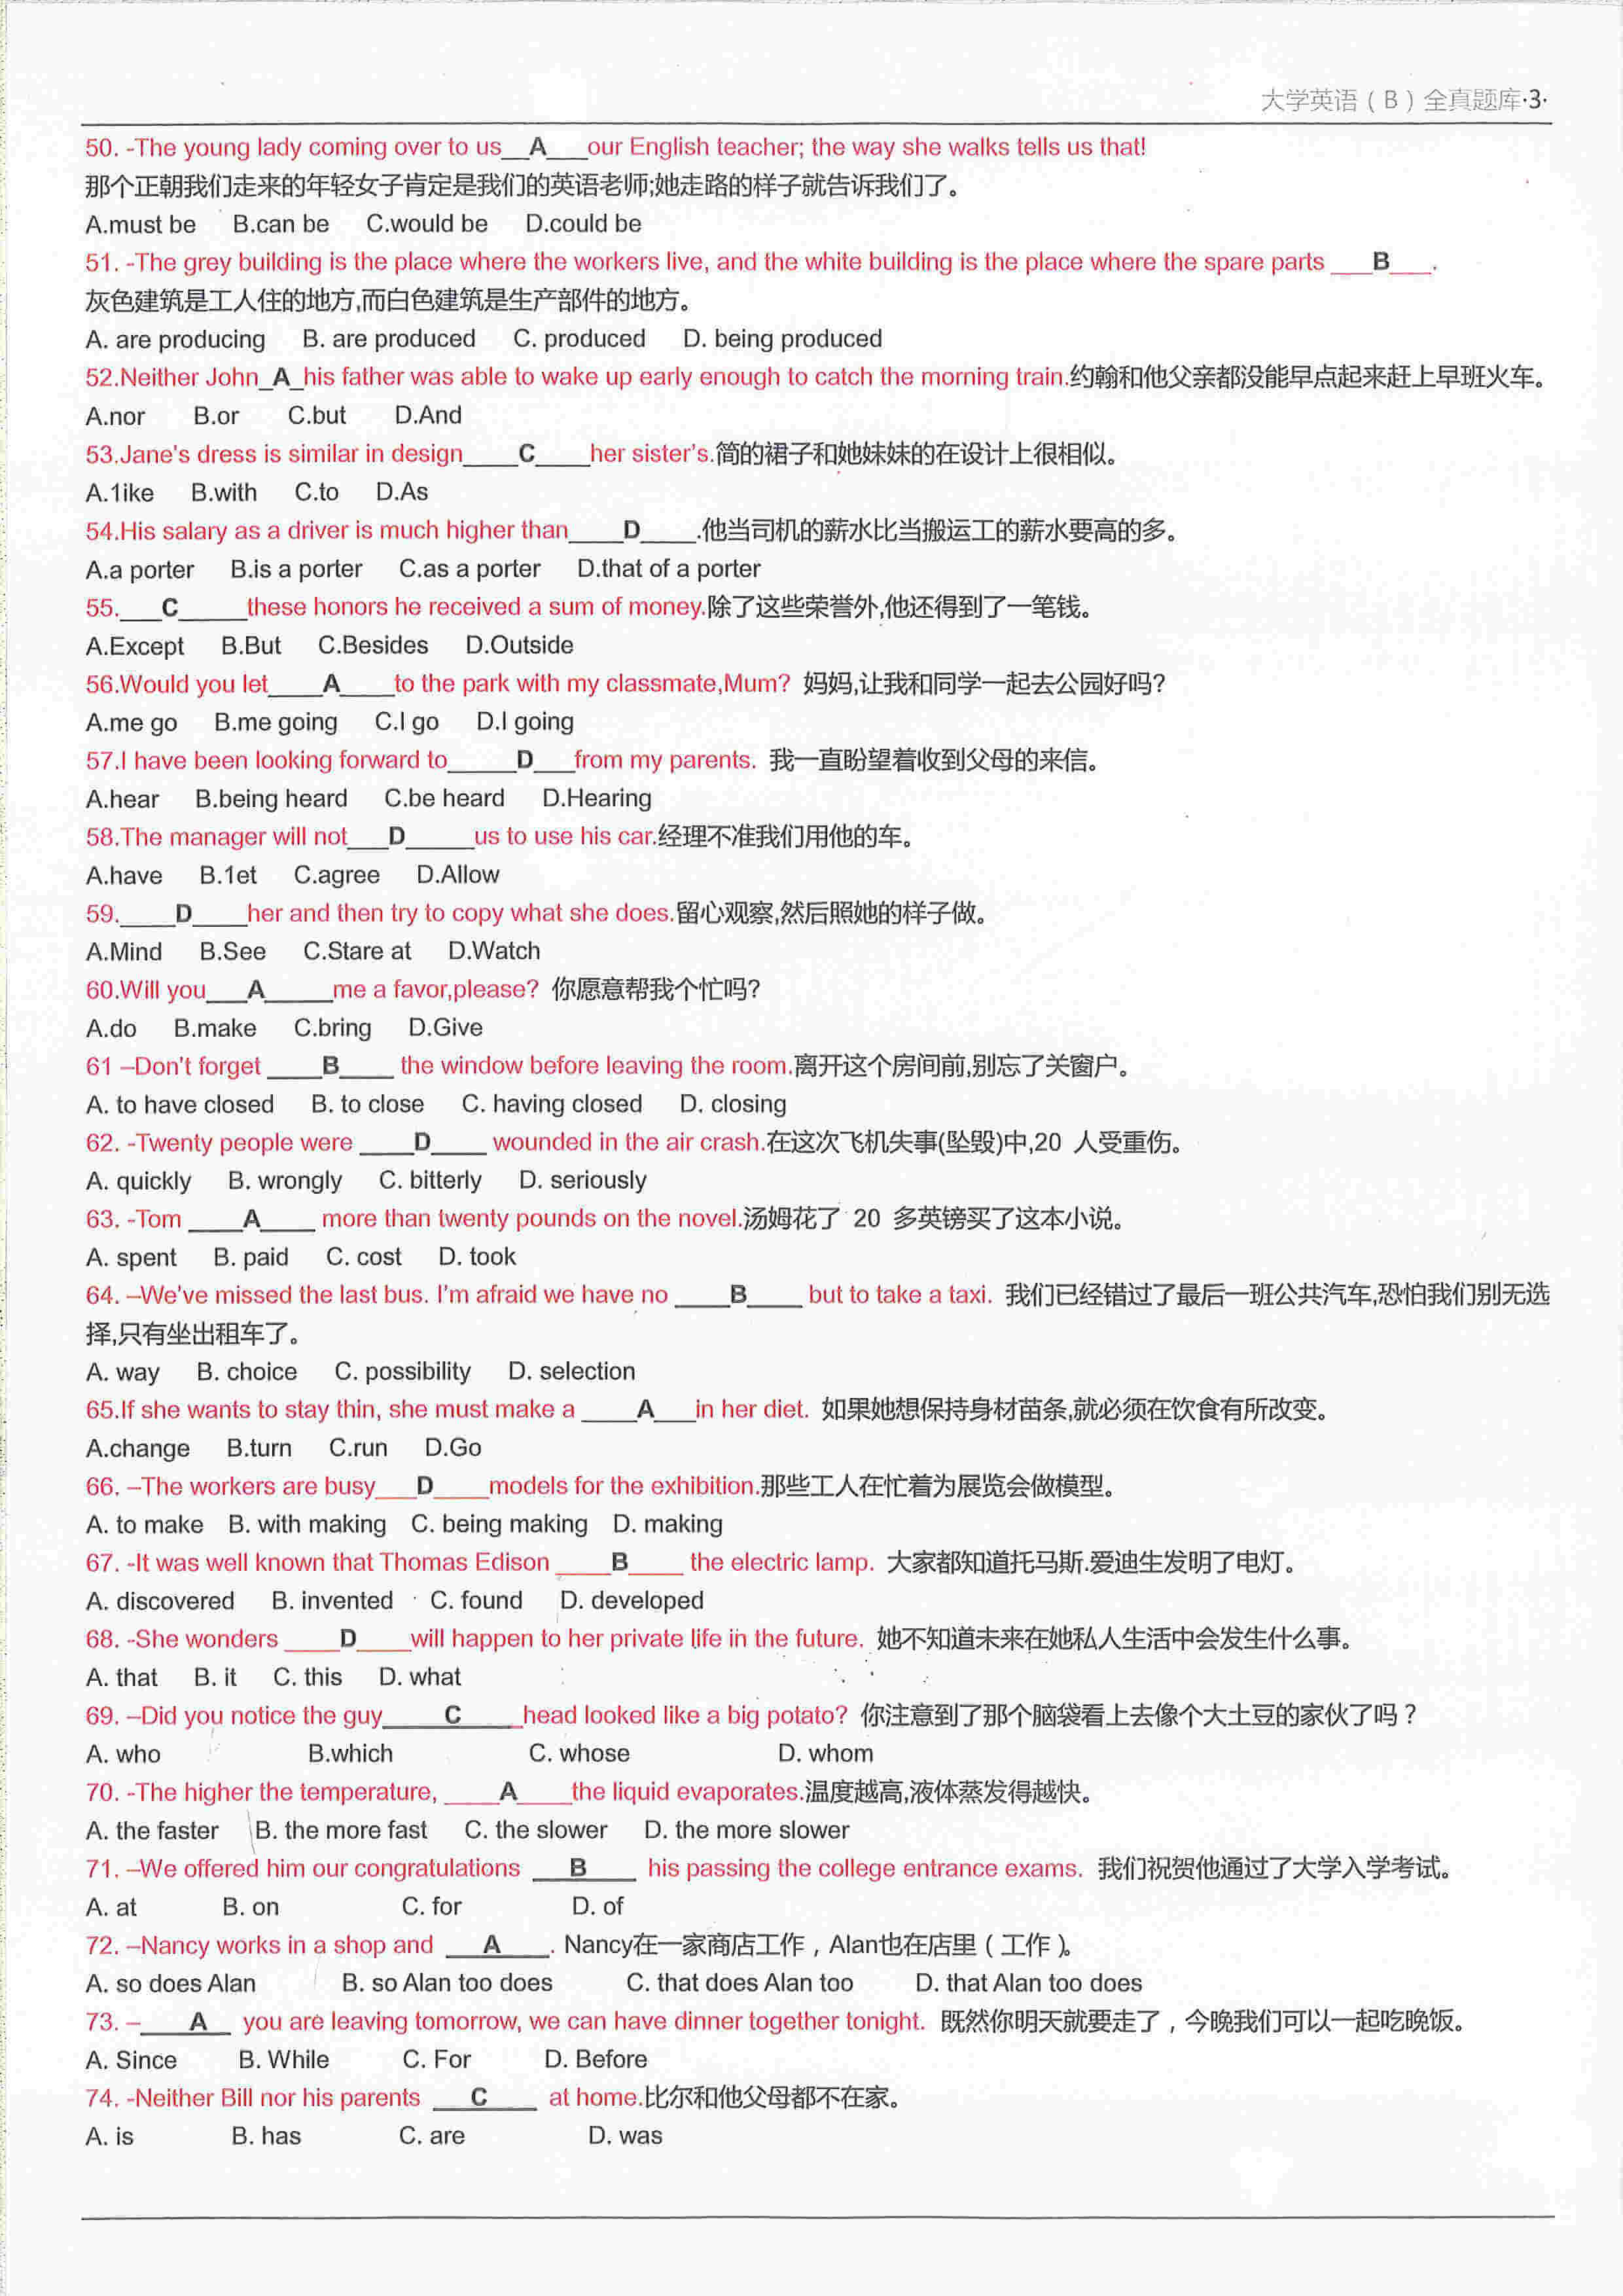 大学英语（B）全真题库·3·
50. -The young lady coming over to us__A___our English teacher; the way she walks tells us that!
那个正朝我们走来的年轻女子肯定是我们的英语老师;她走路的样子就告诉我们了。
A.must be B.can be C.would be D.could be
51. -The grey building is the place where the workers live, and the white building is the place where the spare parts ___B___.
灰色建筑是工人住的地方,而白色建筑是生产部件的地方。
A. are producing B. are produced C. produced D. being produced
52.Neither John_A_his father was able to wake up early enough to catch the morning train.约翰和他父亲都没能早点起来赶上早班火车。
A.nor B.or C.but D.And
53.Jane's dress is similar in design____C____her sister's.简的裙子和她妹妹的在设计上很相似。
A.1ike B.with C.to D.As
54.His salary as a driver is much higher than____D____.他当司机的薪水比当搬运工的薪水要高的多。
A.a porter B.is a porter C.as a porter D.that of a porter
55.___C_____these honors he received a sum of money.除了这些荣誉外,他还得到了一笔钱。
A.Except B.But C.Besides D.Outside
56.Would you let____A____to the park with my classmate,Mum? 妈妈,让我和同学一起去公园好吗?
A.me go B.me going C.I go D.I going
57.I have been looking forward to_____D___from my parents. 我一直盼望着收到父母的来信。
A.hear B.being heard C.be heard D.Hearing
58.The manager will not___D_____us to use his car.经理不准我们用他的车。
A.have B.1et C.agree D.Allow
59.____D____her and then try to copy what she does.留心观察,然后照她的样子做。
A.Mind B.See C.Stare at D.Watch
60.Will you___A_____me a favor,please? 你愿意帮我个忙吗?
A.do B.make C.bring D.Give
61 –Don't forget ____B____ the window before leaving the room.离开这个房间前,别忘了关窗户。
A. to have closed B. to close C. having closed D. closing
62. -Twenty people were ____D____ wounded in the air crash.在这次飞机失事(坠毁)中,20 人受重伤。
A. quickly B. wrongly C. bitterly D. seriously
63. -Tom ____A____ more than twenty pounds on the novel.汤姆花了 20 多英镑买了这本小说。
A. spent B. paid C. cost D. took
64. –We've missed the last bus. I'm afraid we have no ____B____ but to take a taxi. 我们已经错过了最后一班公共汽车,恐怕我们别无选
择,只有坐出租车了。
A. way B. choice C. possibility D. selection
65.If she wants to stay thin, she must make a ____A___in her diet. 如果她想保持身材苗条,就必须在饮食有所改变。
A.change B.turn C.run D.Go
66. –The workers are busy___D____models for the exhibition.那些工人在忙着为展览会做模型。
A. to make B. with making C. being making D. making
67. -It was well known that Thomas Edison ____B____ the electric lamp. 大家都知道托马斯.爱迪生发明了电灯。
A. discovered B. invented C. found D. developed
68. -She wonders ____D____will happen to her private life in the future. 她不知道未来在她私人生活中会发生什么事。
A. that B. it C. this D. what
69. –Did you notice the guy____C____head looked like a big potato? 你注意到了那个脑袋看上去像个大土豆的家伙了吗？
A. who B.which C. whose D. whom
70. -The higher the temperature, ____A____the liquid evaporates.温度越高,液体蒸发得越快。
A. the faster B. the more fast C. the slower D. the more slower
71. –We offered him our congratulations __B___ his passing the college entrance exams. 我们祝贺他通过了大学入学考试。
A. at B. on C. for D. of
72. –Nancy works in a shop and __A___. Nancy在一家商店工作，Alan也在店里（工作）。
A. so does Alan B. so Alan too does C. that does Alan too D. that Alan too does
73. –___A__ you are leaving tomorrow, we can have dinner together tonight. 既然你明天就要走了，今晚我们可以一起吃晚饭。
A. Since B. While C. For D. Before
74. -Neither Bill nor his parents __C___ at home.比尔和他父母都不在家。
A. is B. has C. are D. was